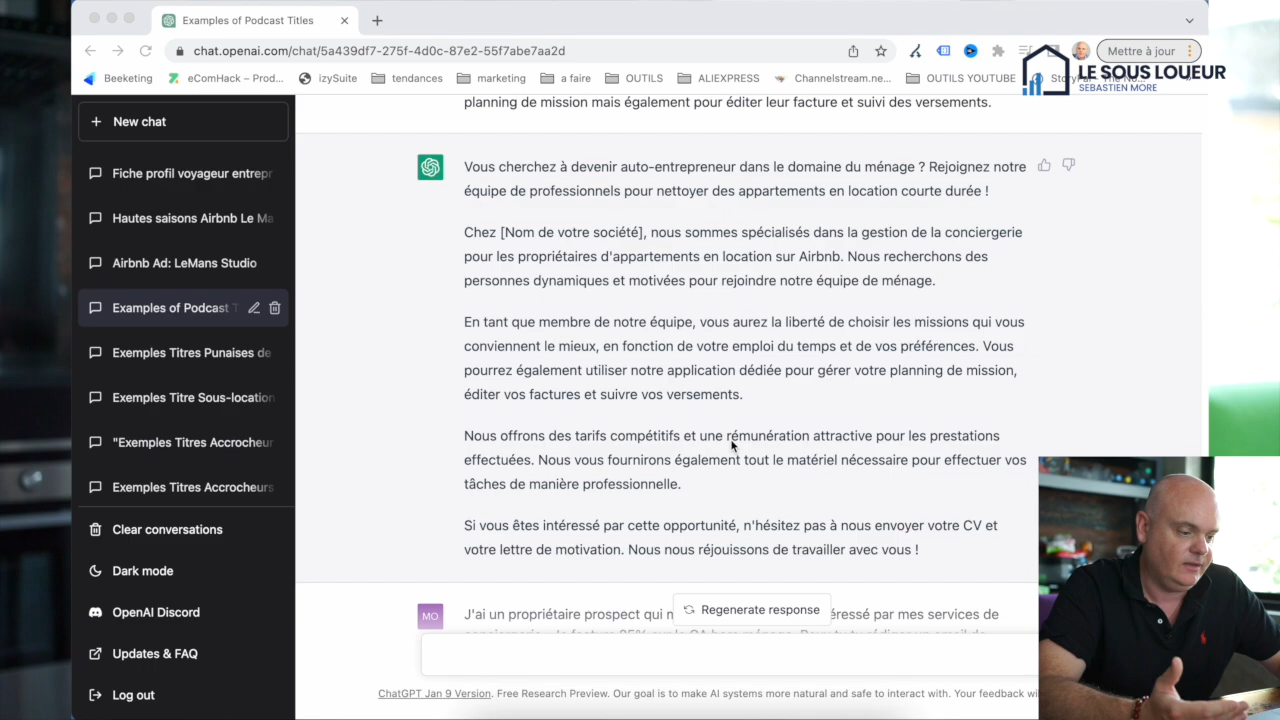 Examples of Podcast Titles
chat.openai.com/chat/5a439df7-275f-4d0c-87e2-55f7abe7aa2d
Mettre à jour
Beeketing
eComHack – Prod...
izySuite
tendances
marketing
a faire
OUTILS
ALIEXPRESS
Channelstream.ne...
OUTILS YOUTUBE
LE SOUS LOUEUR
SEBASTIEN MORE
New chat
Fiche profil voyageur entrepr
Hautes saisons Airbnb Le Ma
Airbnb Ad: LeMans Studio
Examples of Podcast T
Exemples Titres Punaises de
Exemples Titre Sous-location
"Exemples Titres Accrocheur
Exemples Titres Accrocheurs
Clear conversations
Dark mode
OpenAI Discord
Updates & FAQ
Log out
planning de mission mais également pour éditer leur facture et suivi des versements.
Vous cherchez à devenir auto-entrepreneur dans le domaine du ménage ? Rejoignez notre
équipe de professionnels pour nettoyer des appartements en location courte durée !
Chez [Nom de votre société], nous sommes spécialisés dans la gestion de la conciergerie
pour les propriétaires d'appartements en location sur Airbnb. Nous recherchons des
personnes dynamiques et motivées pour rejoindre notre équipe de ménage.
En tant que membre de notre équipe, vous aurez la liberté de choisir les missions qui vous
conviennent le mieux, en fonction de votre emploi du temps et de vos préférences. Vous
pourrez également utiliser notre application dédiée pour gérer votre planning de mission,
éditer vos factures et suivre vos versements.
Nous offrons des tarifs compétitifs et une rémunération attractive pour les prestations
effectuées. Nous vous fournirons également tout le matériel nécessaire pour effectuer vos
tâches de manière professionnelle.
Si vous êtes intéressé par cette opportunité, n'hésitez pas à nous envoyer votre CV et
votre lettre de motivation. Nous nous réjouissons de travailler avec vous !
MO
J'ai un propriétaire prospect qui m
éressé par mes services de
Regenerate response
ChatGPT Jan 9 Version. Free Research Preview. Our goal is to make AI systems more natural and safe to interact with. Your feedback wi